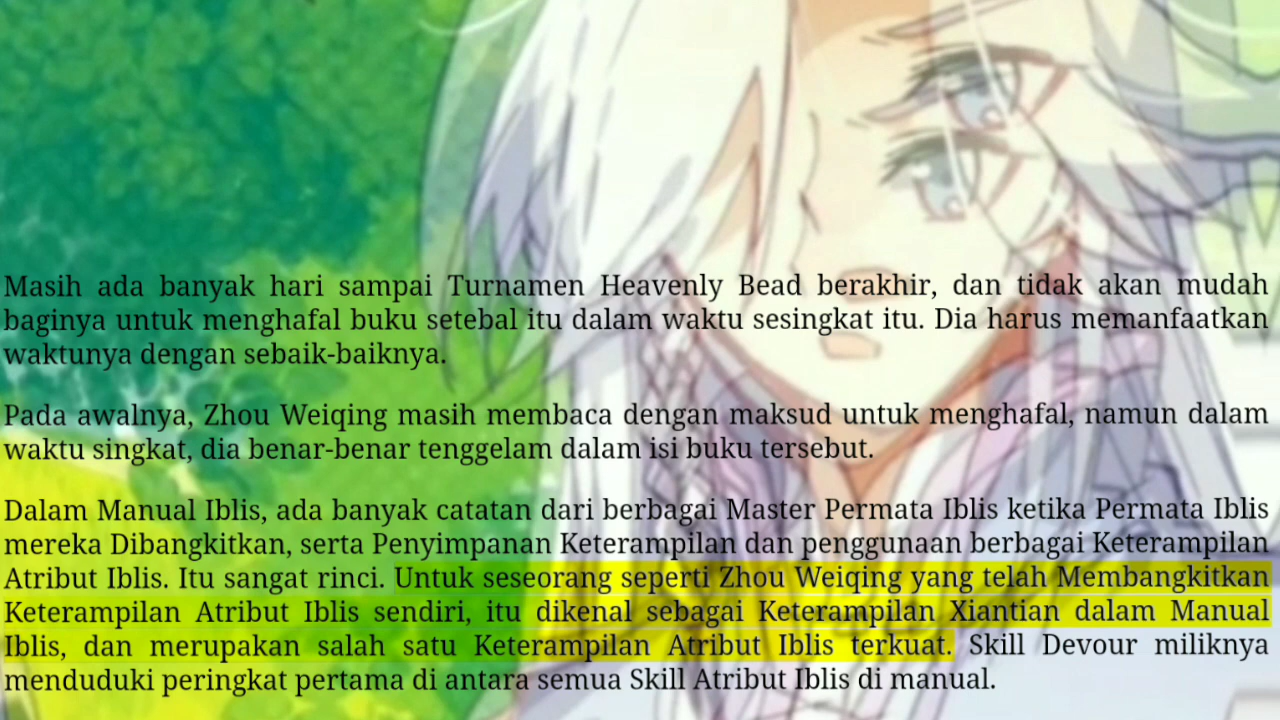 Masih ada banyak hari sampai Turnamen Heavenly Bead berakhir, dan tidak akan mudah
baginya untuk menghafal buku setebal itu dalam waktu sesingkat itu. Dia harus memanfaatkan
waktunya dengan sebaik-baiknya.
Pada awalnya, Zhou Weiqing masih membaca dengan maksud untuk menghafal, namun dalam
waktu singkat, dia benar-benar tenggelam dalam isi buku tersebut.
Dalam Manual Iblis, ada banyak catatan dari berbagai Master Permata Iblis ketika Permata Iblis
mereka Dibangkitkan, serta Penyimpanan Keterampilan dan penggunaan berbagai Keterampilan
Atribut Iblis. Itu sangat rinci. Untuk seseorang seperti Zhou Weiqing yang telah Membangkitkan
Keterampilan Atribut Iblis sendiri, itu dikenal sebagai Keterampilan Xiantian dalam Manual
Iblis, dan merupakan salah satu Keterampilan Atribut Iblis terkuat. Skill Devour miliknya
menduduki peringkat pertama di antara semua Skill Atribut Iblis di manual.